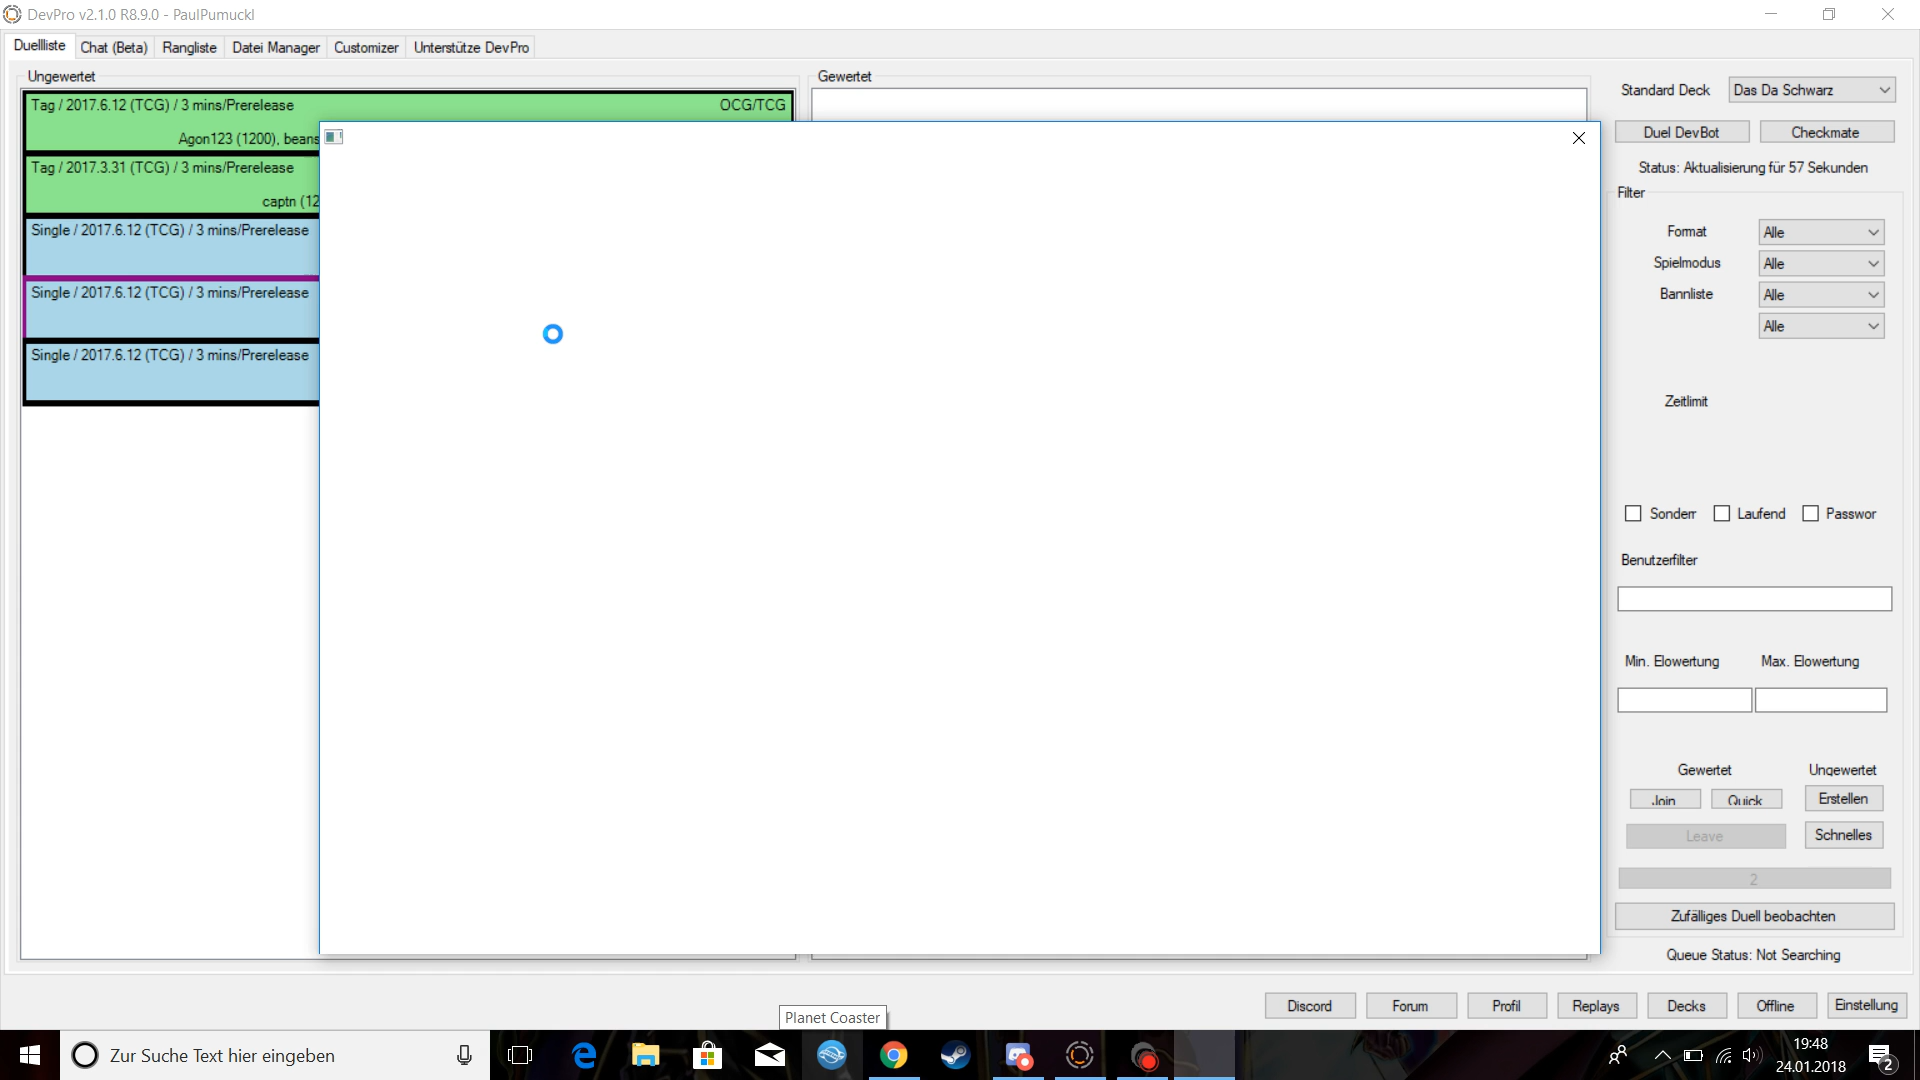 DevPro v2.1.0 R8.9.0 - PaulPumuckl
Duellliste
Chat (Beta)
Rangliste
Datei Manager
Customizer
Unterstütze DevPro
Ungewertet
Gewertet
Tag / 2017.6.12 (TCG) / 3 mins/Prerelease
OCG/TCG
Agon123 (1200), beans
Tag / 2017.3.31 (TCG) / 3 mins/Prerelease
captn (12
Single / 2017.6.12 (TCG) / 3 mins/Prerelease
Single / 2017.6.12 (TCG) / 3 mins/Prerelease
Single / 2017.6.12 (TCG) / 3 mins/Prerelease
Standard Deck
Das Da Schwarz
Duel DevBot
Checkmate
Status: Aktualisierung für 57 Sekunden
Filter
Format
Alle
Spielmodus
Alle
Bannliste
Alle
Alle
Zeitlimit
Sonderr
Laufend
Passwor
Benutzerfilter
Min. Elowertung
Max. Elowertung
Gewertet
Ungewertet
Join
Quick
Erstellen
Leave
Schnelles
2
Zufälliges Duell beobachten
Queue Status: Not Searching
Discord
Forum
Profil
Replays
Decks
Offline
Einstellung
Planet Coaster
Zur Suche Text hier eingeben
19:48
24.01.2018
2